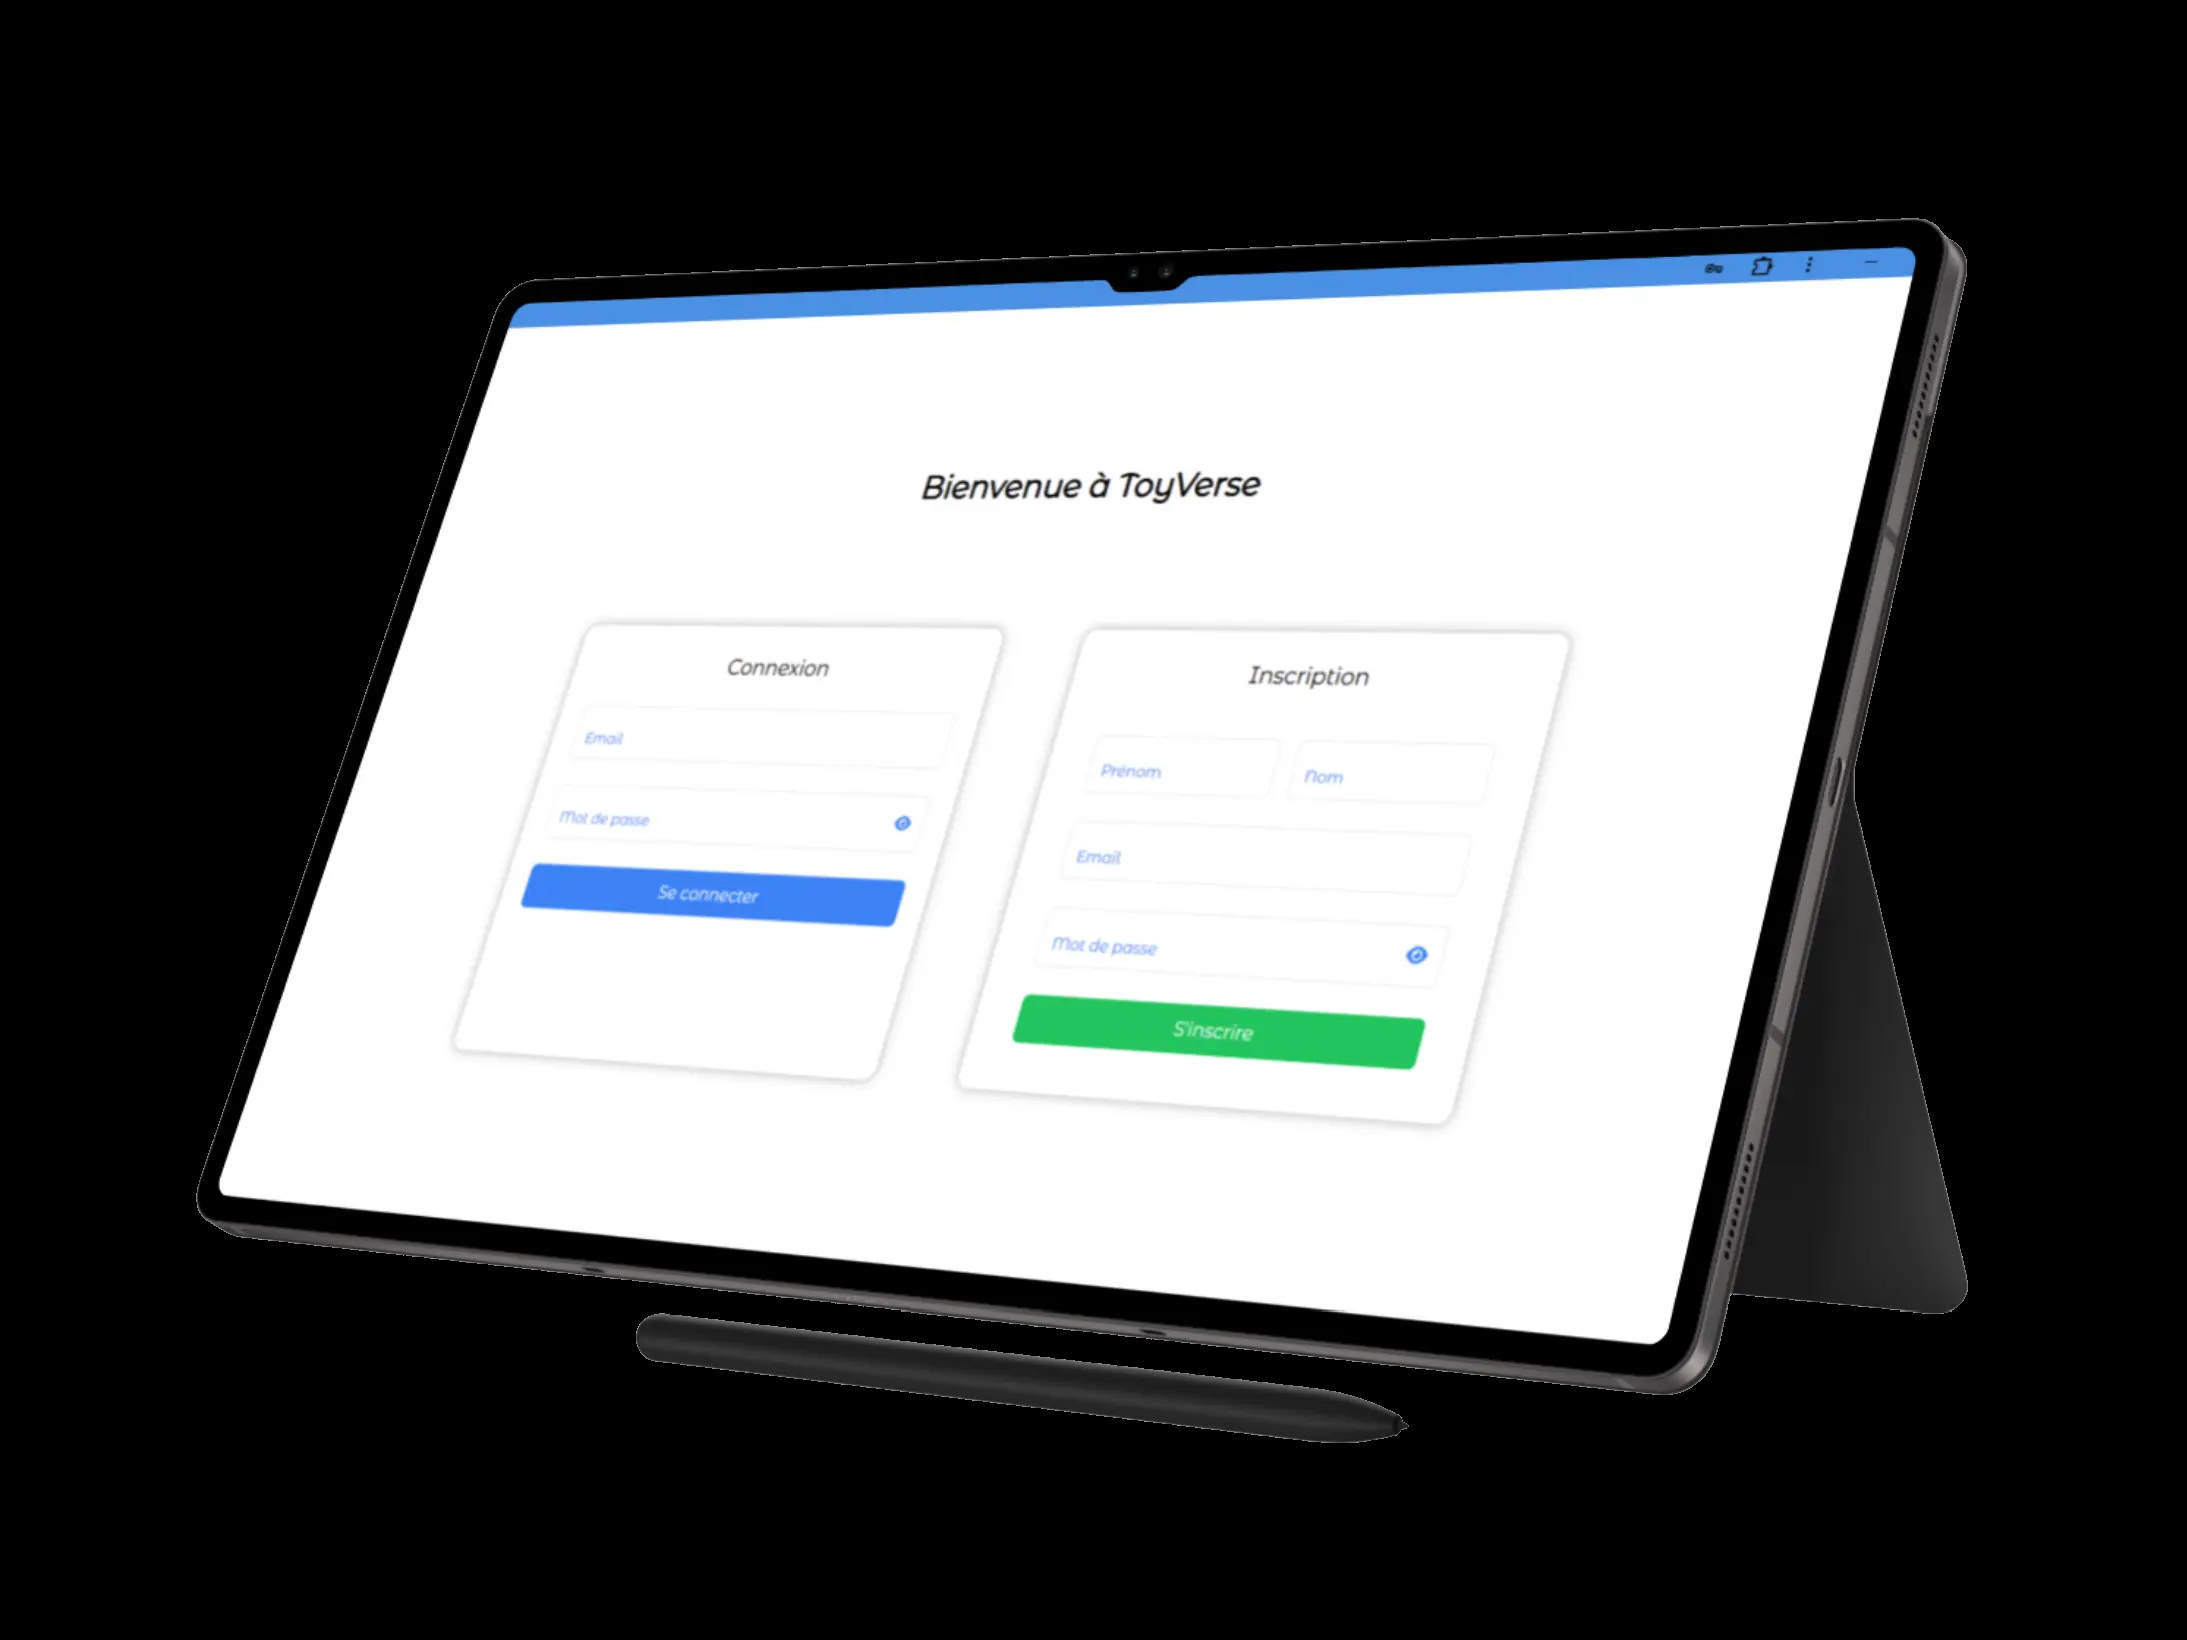 Bienvenue à ToyVerse
Connexion
Email
Mot de passe
Se connecter
Inscription
Prénom Nom
Email
Mot de passe
S'inscrire